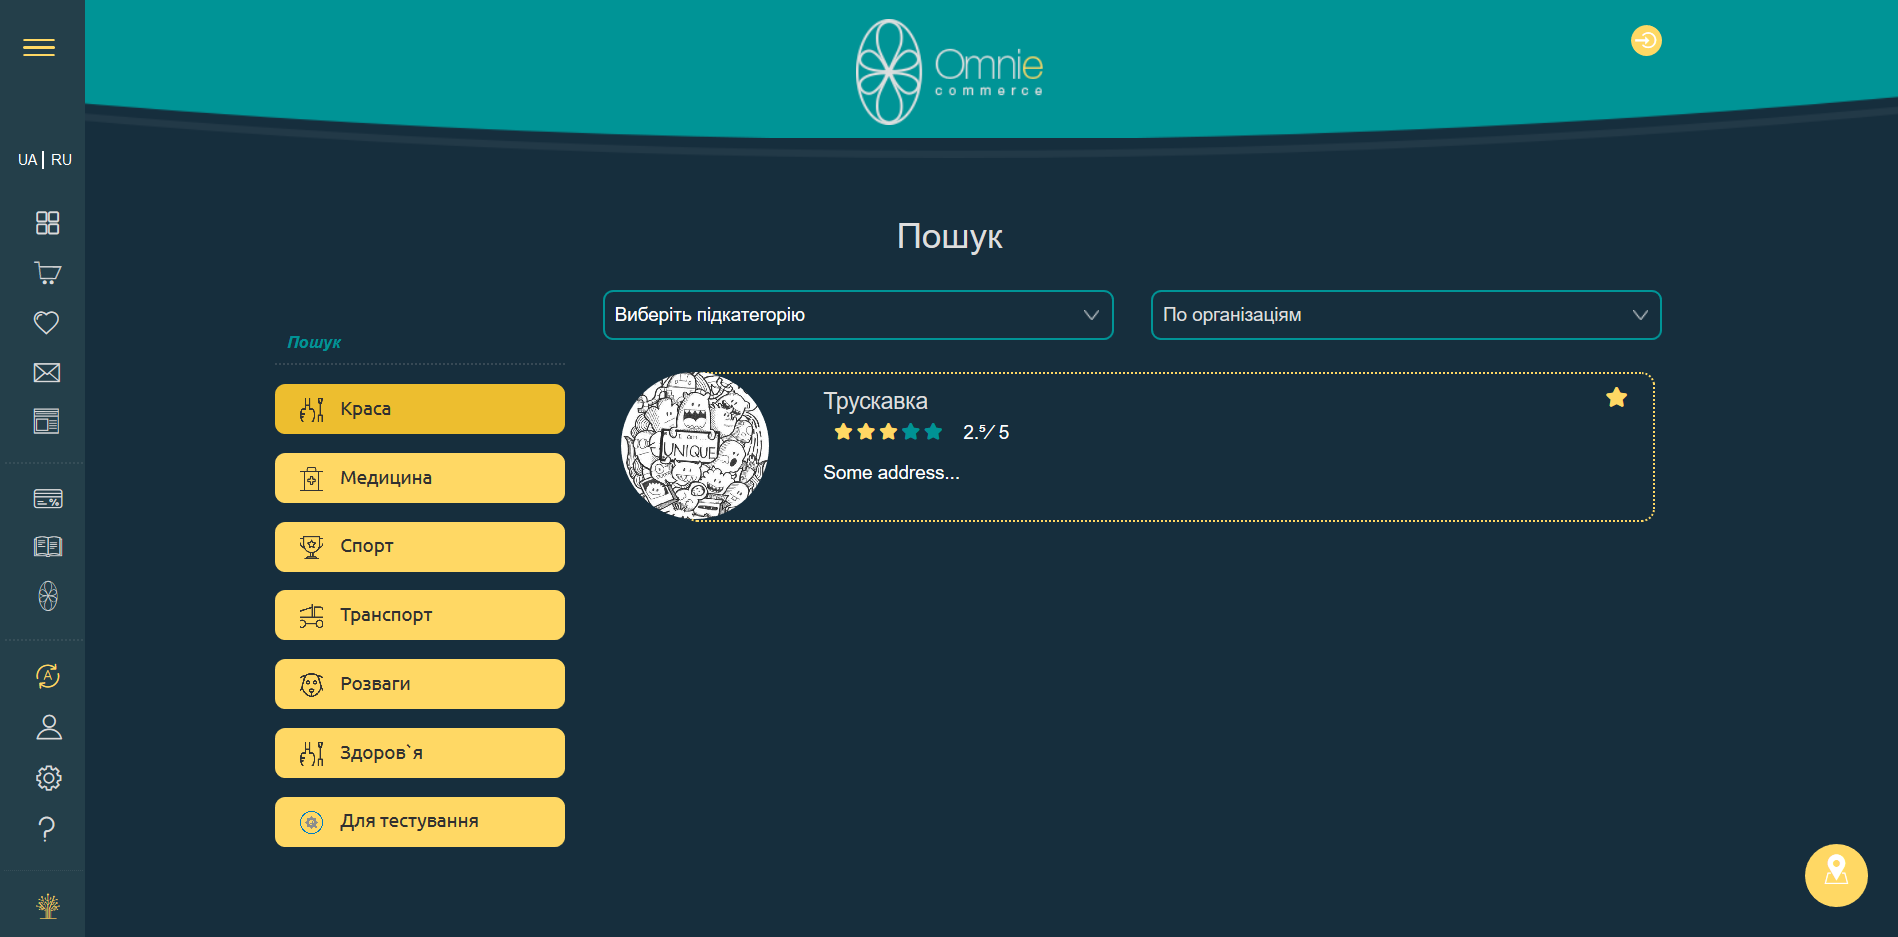 Omnie
commerce
UA | RU
Пошук
Виберіть підкатегорію
По організаціям
Пошук
Краса
Медицина
Спорт
Транспорт
Розваги
Здоров`я
Для тестування
UNIQUE
Трускавка
2.⁵⁄ 5
Some address...